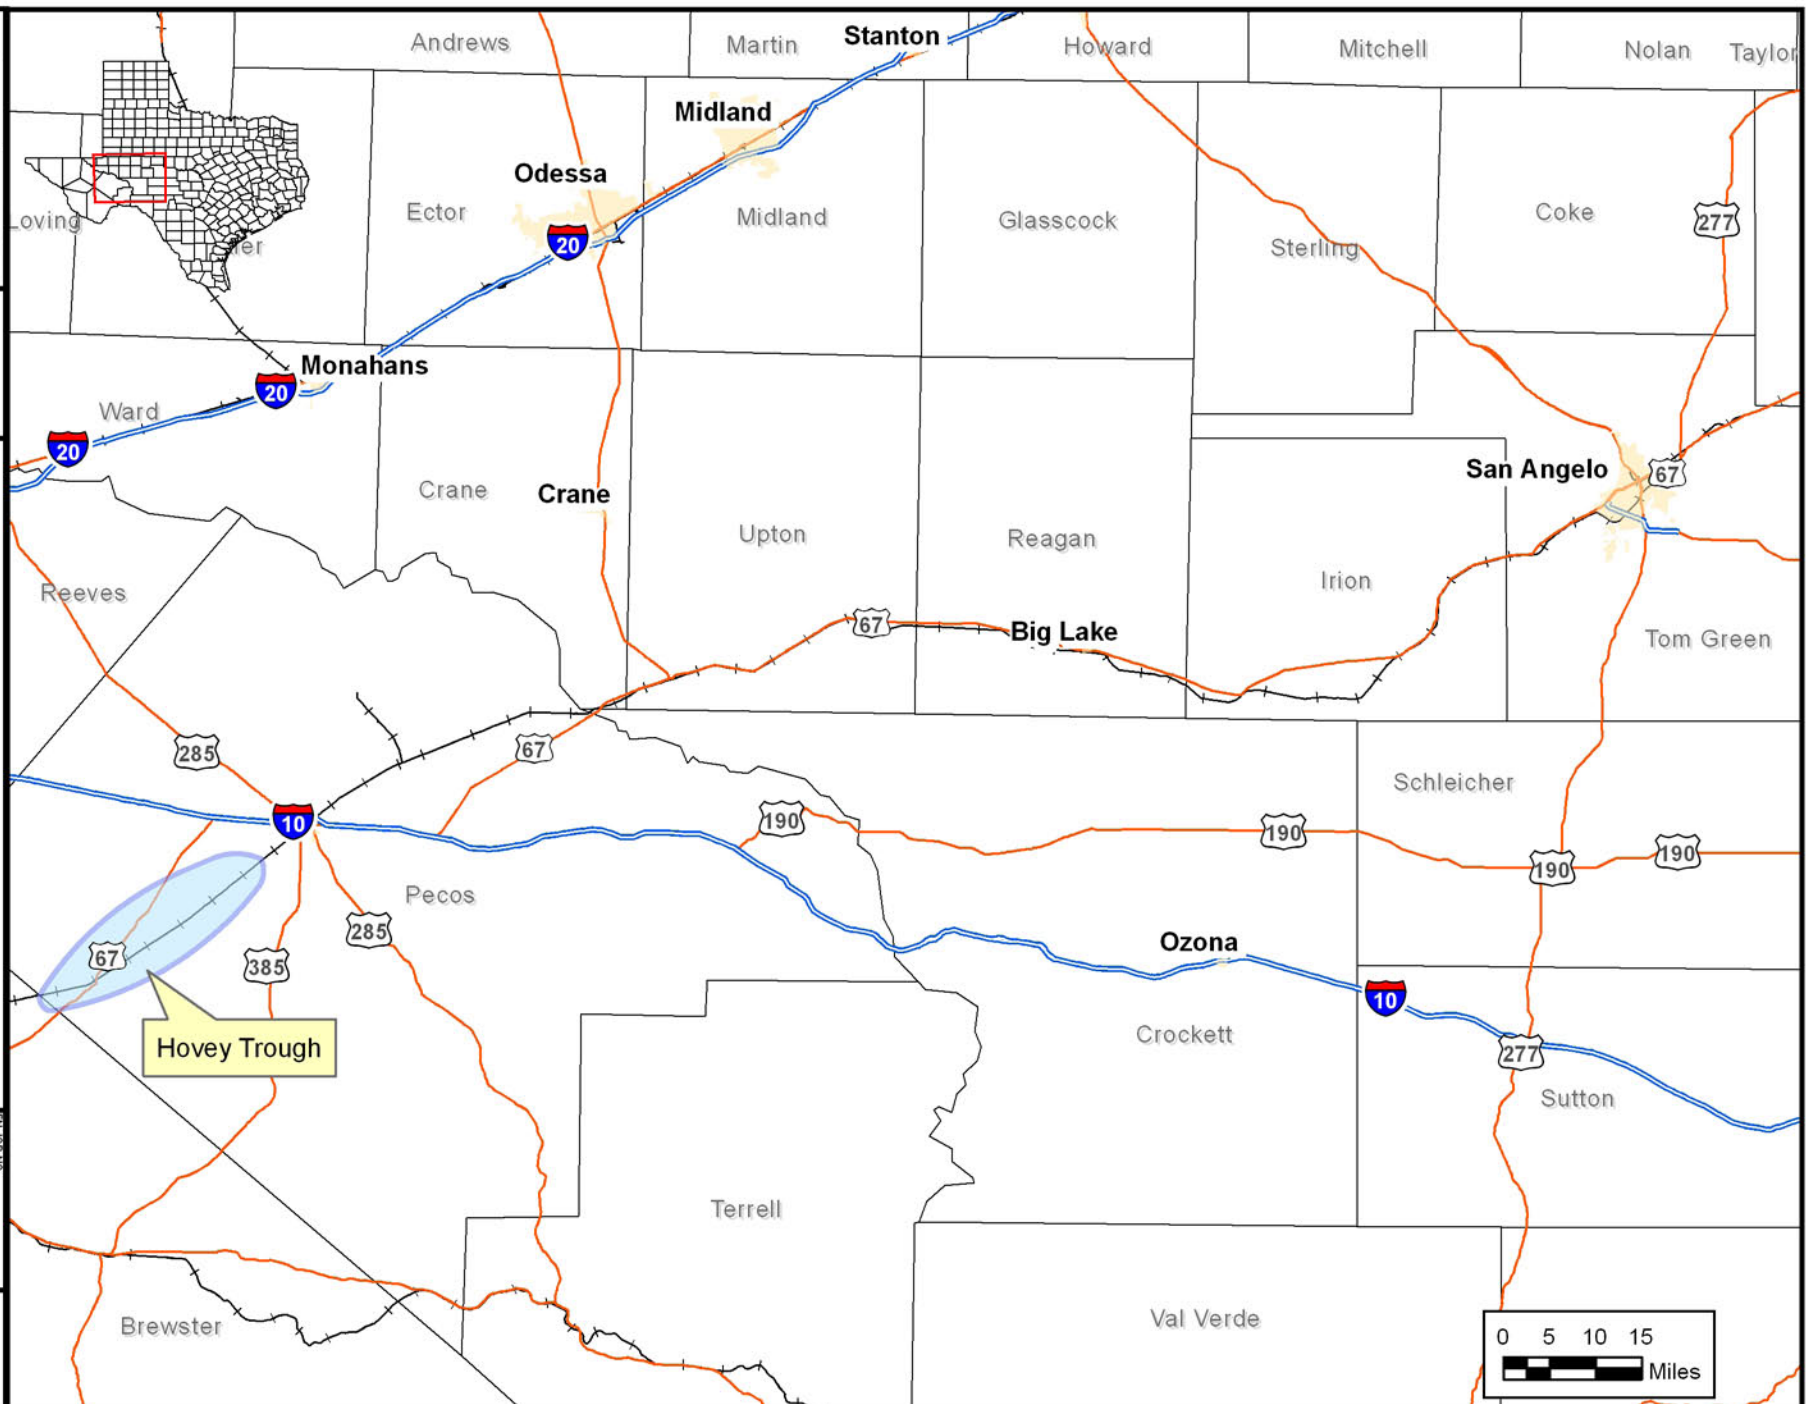 Andrews
Martin
Stanton
Howard
Mitchell
Nolan
Taylor
Midland
Odessa
Loving
Ector
Midland
Glasscock
Sterling
Coke
277
20
Monahans
20
Ward
20
Crane
Crane
San Angelo
67
Upton
Reagan
Irion
Reeves
67
Big Lake
Tom Green
285
67
Schleicher
10
190
190
190
190
Pecos
285
67
385
Ozona
10
Hovey Trough
Crockett
277
Sutton
Terrell
Brewster
Val Verde
0 5 10 15
Miles